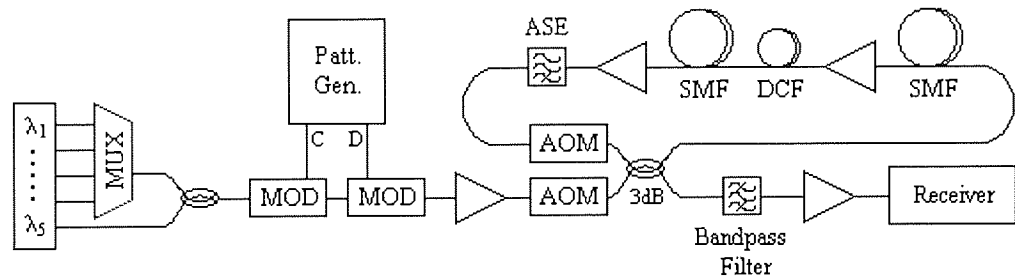 ASE
Patt.
Gen.
SMF
DCF
SMF
λ1
C
D
MUX
AOM
MOD
MOD
AOM
3dB
Receiver
λ5
Bandpass
Filter